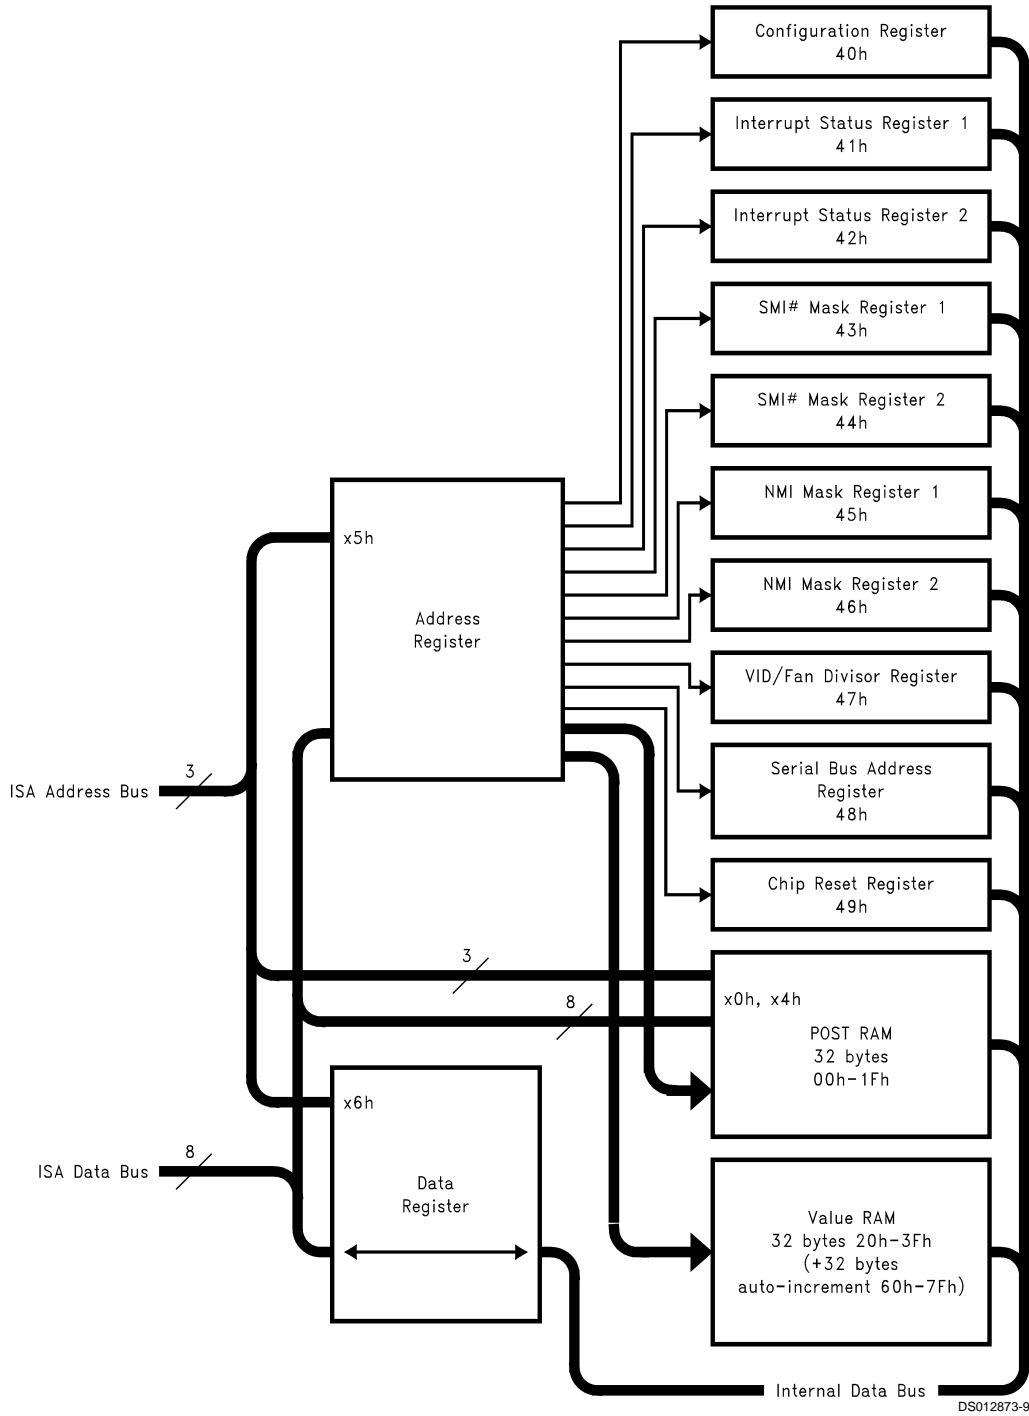 Configuration Register
40h
Interrupt Status Register 1
41h
Interrupt Status Register 2
42h
SMI# Mask Register 1
43h
SMI# Mask Register 2
44h
NMI Mask Register 1
45h
x5h
NMI Mask Register 2
46h
Address
Register
VID/Fan Divisor Register
47h
3
ISA Address Bus
Serial Bus Address
Register
48h
Chip Reset Register
49h
3
8
x0h, x4h
POST RAM
32 bytes
00h-1Fh
x6h
8
ISA Data Bus
Data
Register
Value RAM
32 bytes 20h-3Fh
(+32 bytes
auto-increment 60h-7Fh)
Internal Data Bus
DS012873-9